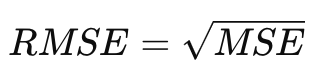 RMSE = √MSE